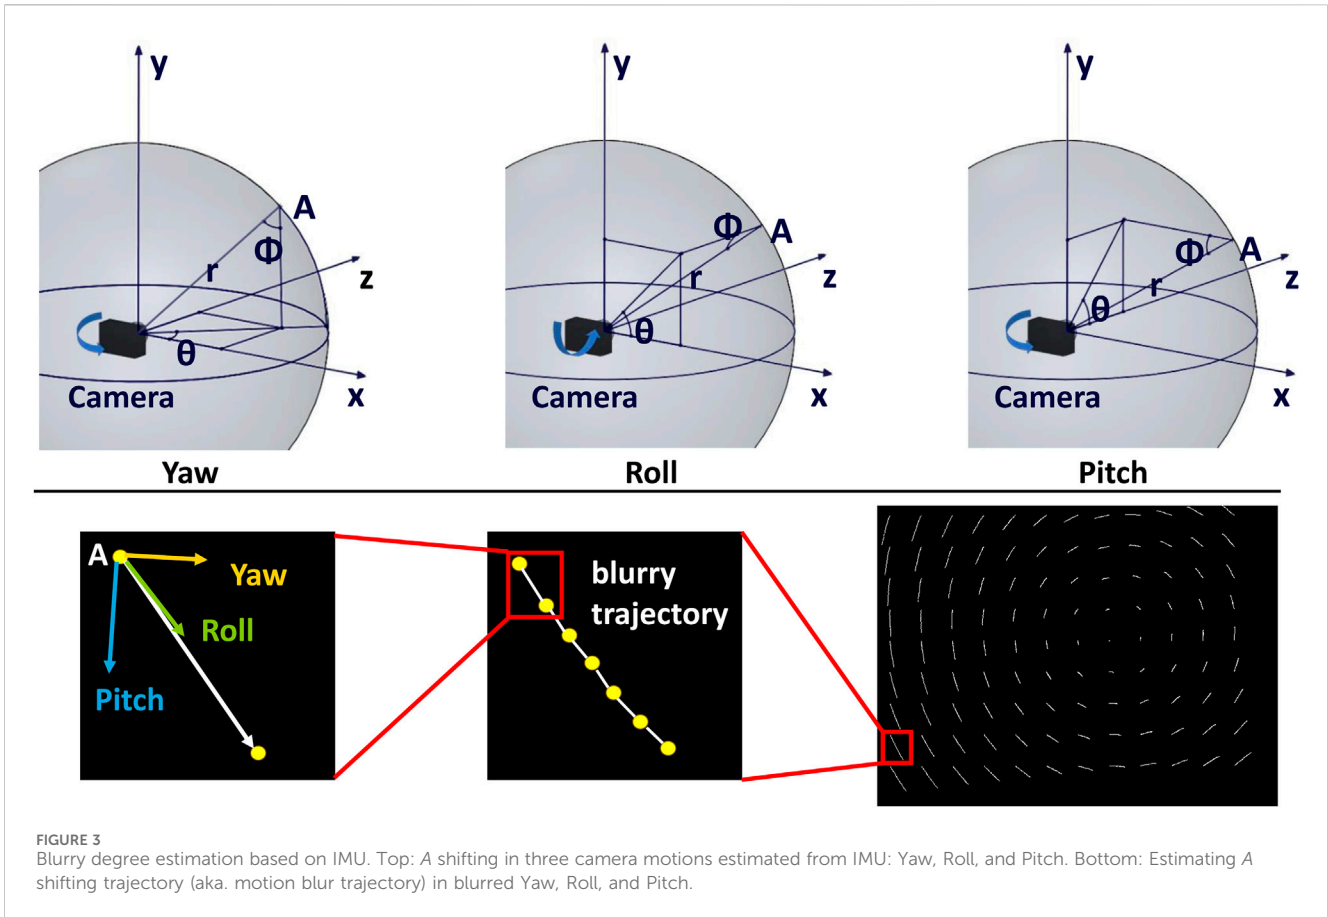 y
A
Φ
r
z
θ
Camera
x
Yaw
y
Φ
A
r
z
θ
Camera
x
Roll
y
Φ
A
r
z
θ
Camera
x
Pitch
A
Yaw
Roll
Pitch
blurry
trajectory
FIGURE 3
Blurry degree estimation based on IMU. Top: A shifting in three camera motions estimated from IMU: Yaw, Roll, and Pitch. Bottom: Estimating A
shifting trajectory (aka. motion blur trajectory) in blurred Yaw, Roll, and Pitch.